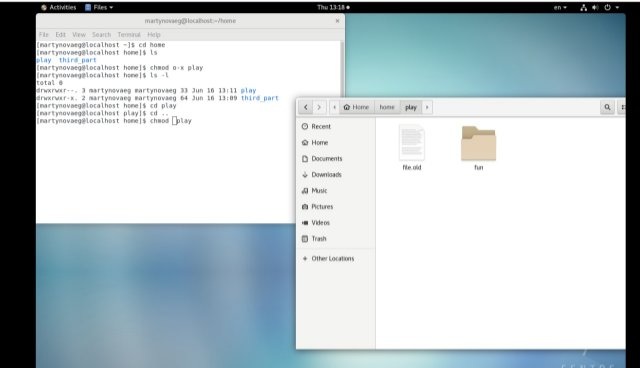 Activities Files ▾ Thu 13:18 ● en ▾
martynovaeg@localhost:~/home ×
File Edit View Search Terminal Help
[martynovaeg@localhost ~]$ cd home
[martynovaeg@localhost home]$ ls
play third_part
[martynovaeg@localhost home]$ chmod o-x play
[martynovaeg@localhost home]$ ls -l
total 0
drwxrwxr--. 3 martynovaeg martynovaeg 33 Jun 16 13:11 play
drwxrwxr-x. 2 martynovaeg martynovaeg 64 Jun 16 13:09 third_part
[martynovaeg@localhost home]$ cd play
[martynovaeg@localhost play]$ cd ..
[martynovaeg@localhost home]$ chmod play
Home home play
Recent
Home
Documents
Downloads
Music
Pictures
Videos
Trash
+ Other Locations
file.old
fun